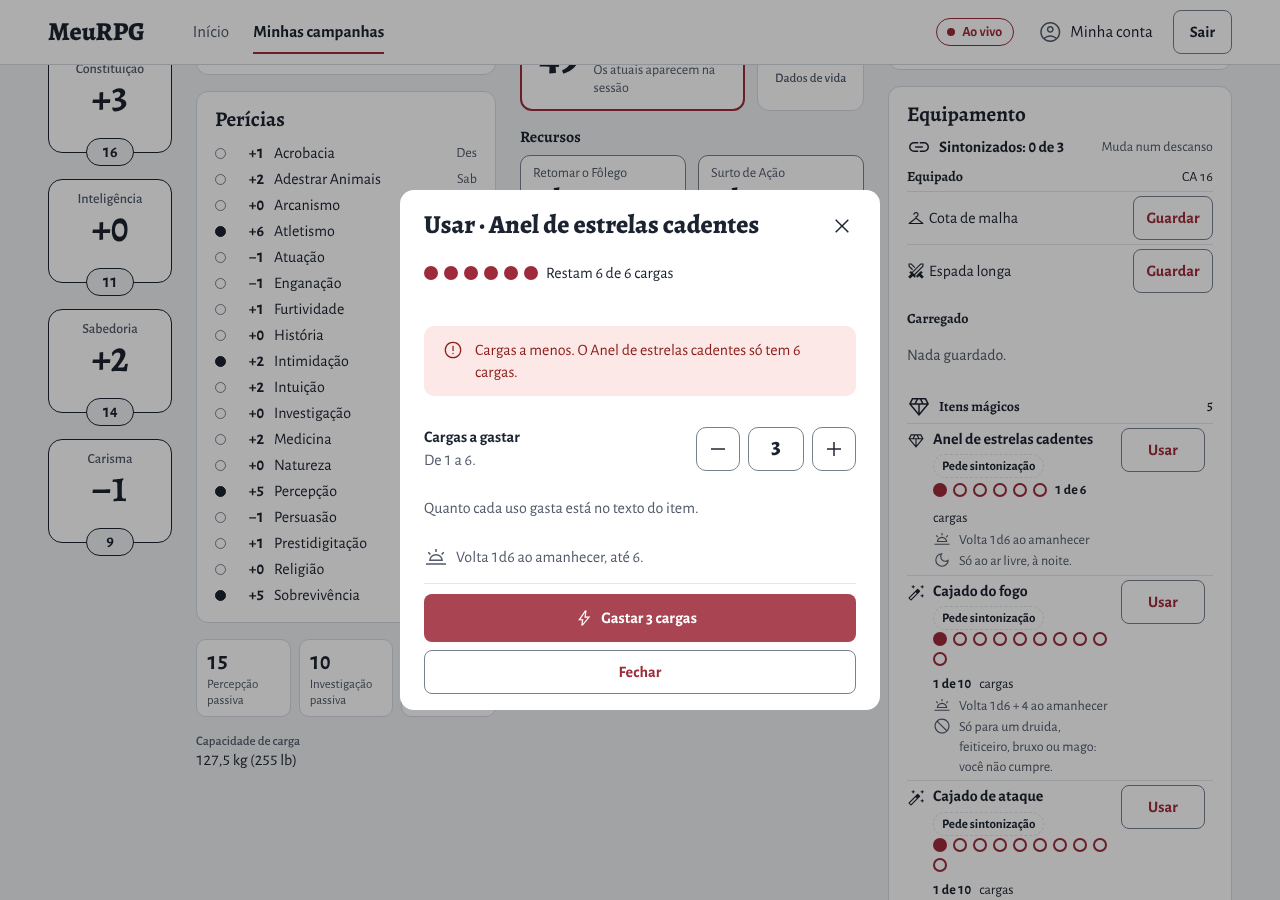 MeuRPG
Início
Minhas campanhas
Ao vivo
Minha conta
Sair
Constituição
+3
16
Inteligência
+0
11
Sabedoria
+2
14
Carisma
−1
9
Perícias
+1 Acrobacia Des
+2 Adestrar Animais Sab
+0 Arcanismo
+6 Atletismo
−1 Atuação
−1 Enganação
+1 Furtividade
+0 História
+2 Intimidação
+2 Intuição
+0 Investigação
+2 Medicina
+0 Natureza
+5 Percepção
−1 Persuasão
+1 Prestidigitação
+0 Religião
+5 Sobrevivência
15
Percepção
passiva
10
Investigação
passiva
Capacidade de carga
127,5 kg (255 lb)
Os atuais aparecem na
sessão
Dados de vida
Recursos
Retomar o Fôlego
Surto de Ação
Usar · Anel de estrelas cadentes
Restam 6 de 6 cargas
Cargas a menos. O Anel de estrelas cadentes só tem 6
cargas.
Cargas a gastar
De 1 a 6.
3
Quanto cada uso gasta está no texto do item.
Volta 1d6 ao amanhecer, até 6.
Gastar 3 cargas
Fechar
Equipamento
Sintonizados: 0 de 3 Muda num descanso
Equipado CA 16
Cota de malha Guardar
Espada longa Guardar
Carregado
Nada guardado.
Itens mágicos 5
Anel de estrelas cadentes Usar
Pede sintonização
1 de 6
cargas
Volta 1d6 ao amanhecer
Só ao ar livre, à noite.
Cajado do fogo Usar
Pede sintonização
1 de 10 cargas
Volta 1d6 + 4 ao amanhecer
Só para um druida,
feiticeiro, bruxo ou mago:
você não cumpre.
Cajado de ataque Usar
Pede sintonização
1 de 10 cargas